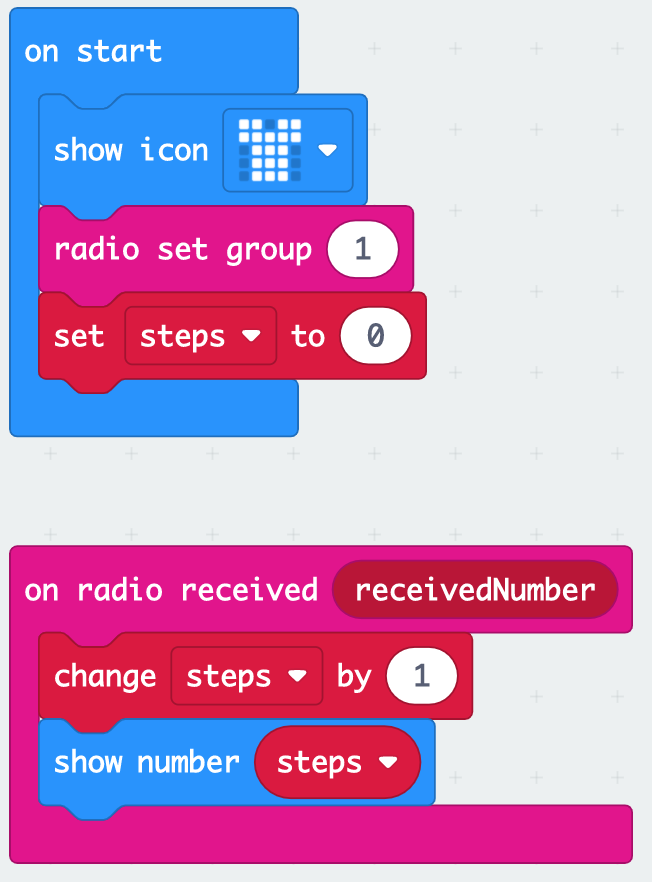 on start
show icon
radio set group 1
set steps to 0
on radio received receivedNumber
change steps by 1
show number steps